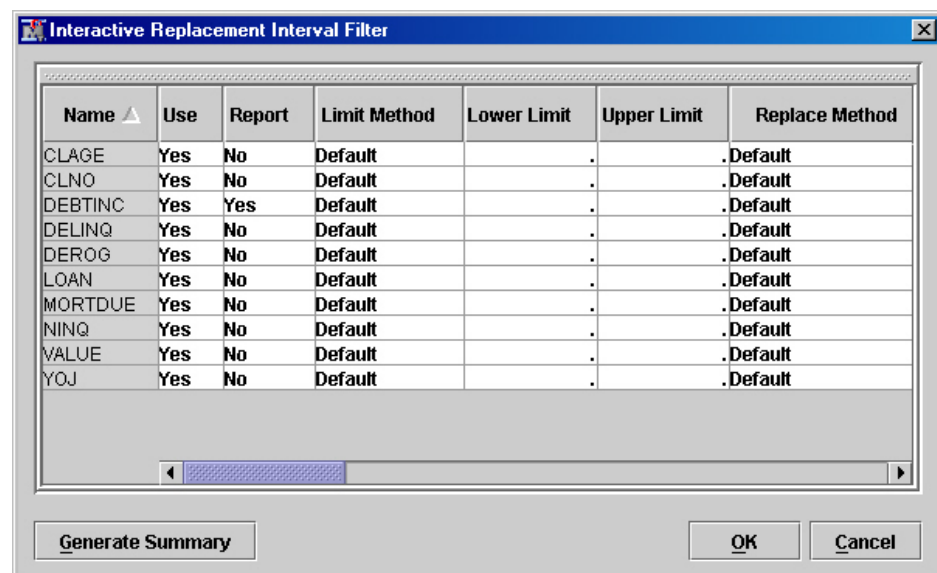 Interactive Replacement Interval Filter
Name Use Report Limit Method Lower Limit Upper Limit Replace Method
CLAGE Yes No Default . . Default
CLNO Yes No Default . . Default
DEBTINC Yes Yes Default . . Default
DELINQ Yes No Default . . Default
DEROG Yes No Default . . Default
LOAN Yes No Default . . Default
MORTDUE Yes No Default . . Default
NINQ Yes No Default . . Default
VALUE Yes No Default . . Default
YOJ Yes No Default . . Default
Generate Summary OK Cancel